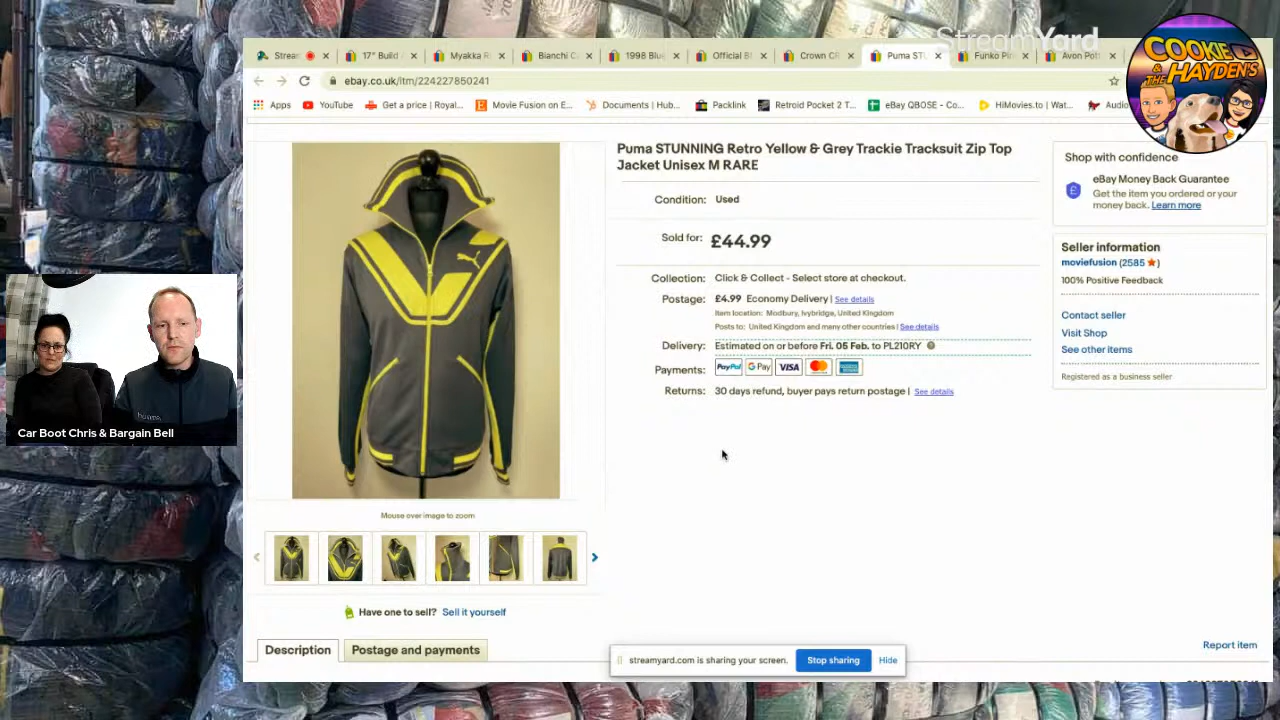 StreamYard
COOKIE
& THE
HAYDEN'S
Stream
17" Build
Myakka R
Bianchi C
1998 Blue
Official B
Crown CR
Puma STU
Funko Pin
Avon Pott
ebay.co.uk/itm/224227850241
Apps
YouTube
Get a price | Royal...
Movie Fusion on E...
Documents | Hub...
Packlink
Retroid Pocket 2 T...
eBay QBOSE - Co...
HiMovies.to | Wat...
Audio
Puma STUNNING Retro Yellow & Grey Trackie Tracksuit Zip Top
Jacket Unisex M RARE
Condition: Used
Sold for: £44.99
Collection: Click & Collect - Select store at checkout.
Postage: £4.99 Economy Delivery | See details
Item location: Modbury, Ivybridge, United Kingdom
Posts to: United Kingdom and many other countries | See details
Delivery: Estimated on or before Fri. 05 Feb. to PL210RY
Payments: PayPal G Pay VISA
Returns: 30 days refund, buyer pays return postage | See details
Shop with confidence
eBay Money Back Guarantee
Get the item you ordered or your
money back. Learn more
Seller information
moviefusion (2585 ★)
100% Positive Feedback
Contact seller
Visit Shop
See other items
Registered as a business seller
Car Boot Chris & Bargain Bell
Mouse over image to zoom
Have one to sell? Sell it yourself
Description
Postage and payments
Report item
streamyard.com is sharing your screen.
Stop sharing
Hide